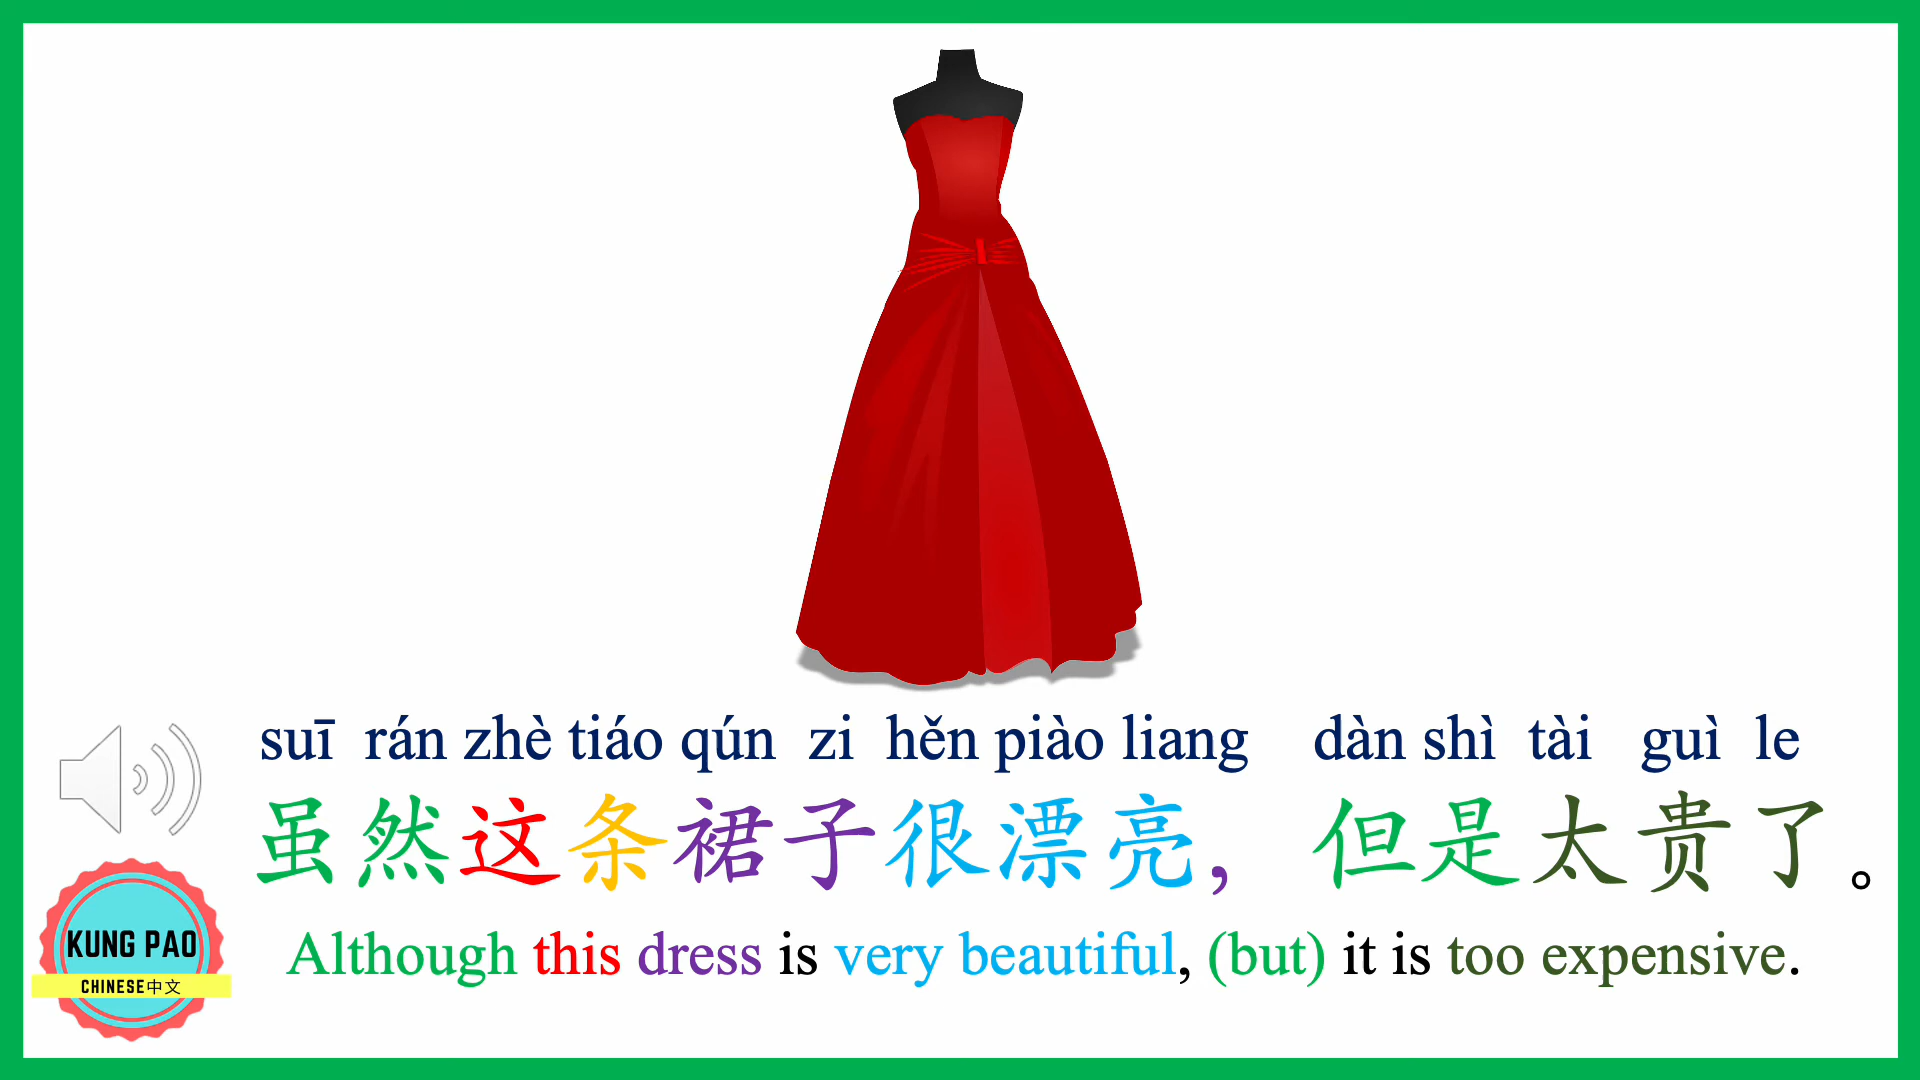 suī rán zhè tiáo qún zi hěn piào liang dàn shì tài guì le
虽然这条裙子很漂亮，但是太贵了。
Although this dress is very beautiful, (but) it is too expensive.
KUNG PAO
CHINESE中文